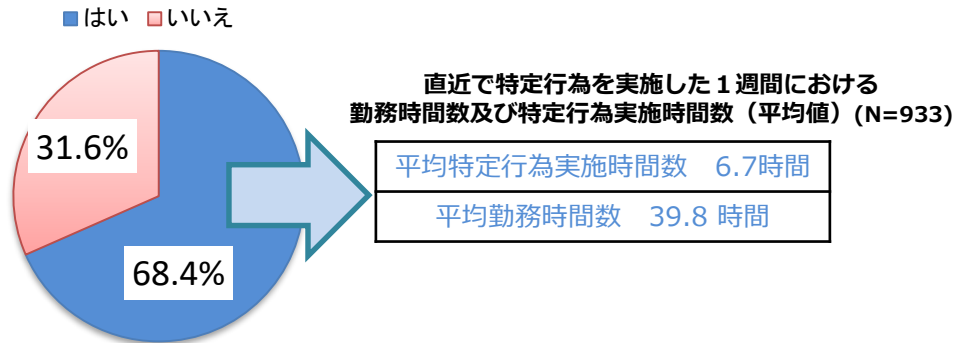 はい いいえ
31.6%
68.4%
直近で特定行為を実施した１週間における
勤務時間数及び特定行為実施時間数（平均値）(N=933)
平均特定行為実施時間数　6.7時間
平均勤務時間数　39.8 時間